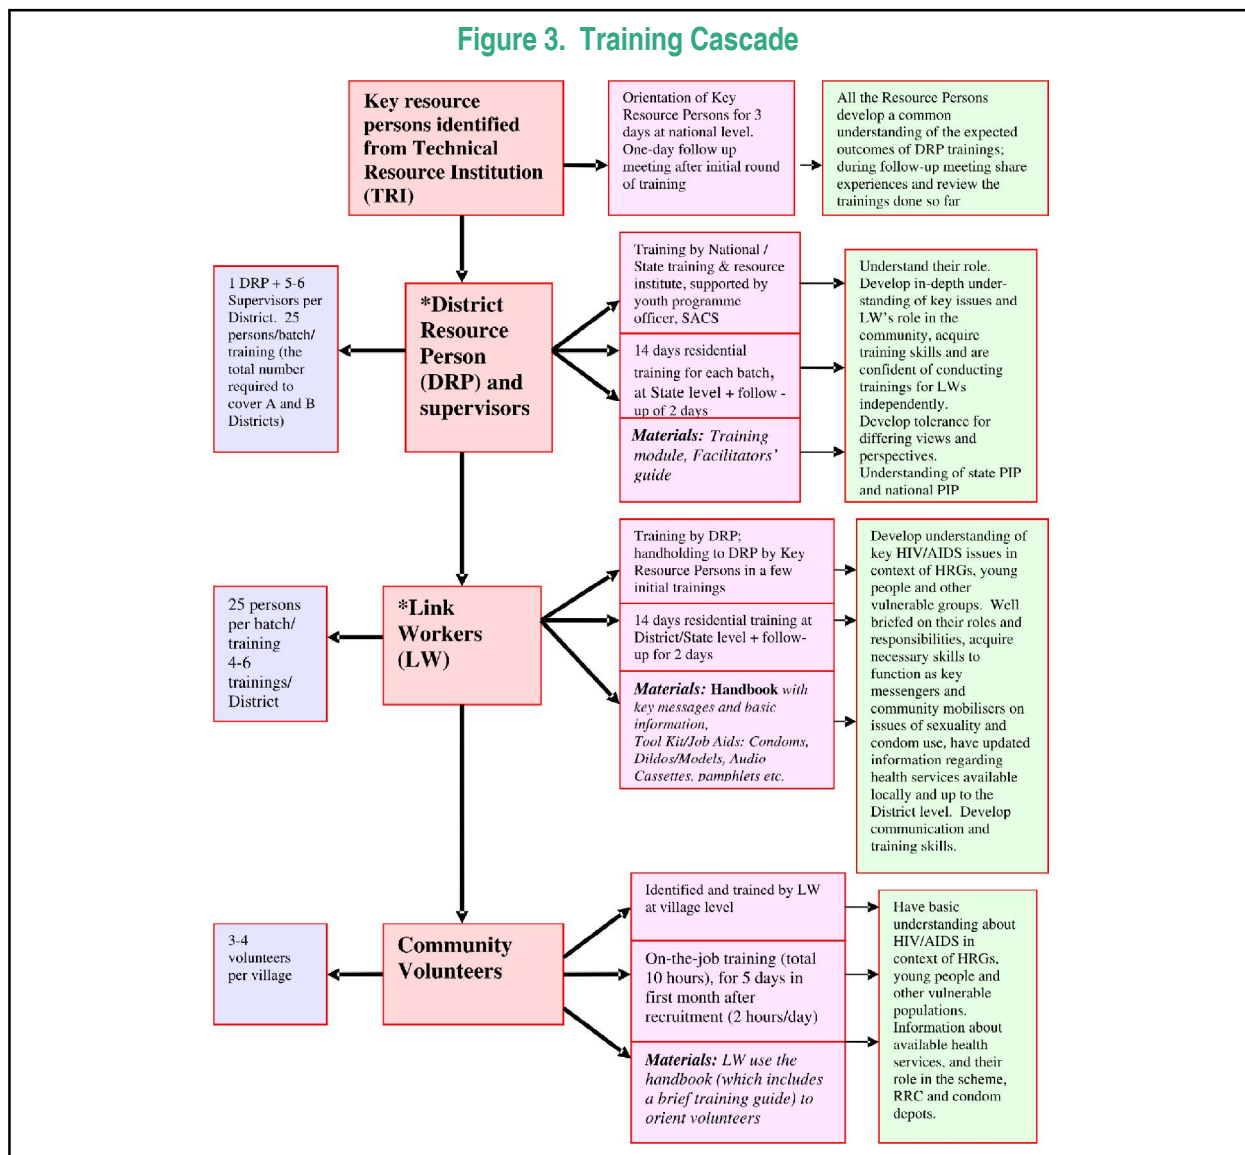 Figure 3.  Training Cascade
Key resource
persons identified
from Technical
Resource Institution
(TRI)
Orientation of Key
Resource Persons for 3
days at national level.
One-day follow up
meeting after initial round
of training
All the Resource Persons
develop a common
understanding of the expected
outcomes of DRP trainings;
during follow-up meeting share
experiences and review the
trainings done so far
1 DRP + 5-6
Supervisors per
District.  25
persons/batch/
training (the
total number
required to
cover A and B
Districts)
*District
Resource
Person
(DRP) and
supervisors
Training by National /
State training & resource
institute, supported by
youth programme
officer, SACS
14 days residential
training for each batch,
at State level + follow -
up of 2 days
Materials: Training
module, Facilitators'
guide
Understand their role.
Develop in-depth under-
standing of key issues and
LW's role in the
community, acquire
training skills and are
confident of conducting
trainings for LWs
independently.
Develop tolerance for
differing views and
perspectives.
Understanding of state PIP
and national PIP
25 persons
per batch/
training
4-6
trainings/
District
*Link
Workers
(LW)
Training by DRP;
handholding to DRP by Key
Resource Persons in a few
initial trainings
14 days residential training at
District/State level + follow-
up for 2 days
Materials: Handbook with
key messages and basic
information,
Tool Kit/Job Aids: Condoms,
Dildos/Models, Audio
Cassettes, pamphlets etc.
Develop understanding of
key HIV/AIDS issues in
context of HRGs, young
people and other
vulnerable groups.  Well
briefed on their roles and
responsibilities, acquire
necessary skills to
function as key
messengers and
community mobilisers on
issues of sexuality and
condom use, have updated
information regarding
health services available
locally and up to the
District level.  Develop
communication and
training skills.
3-4
volunteers
per village
Community
Volunteers
Identified and trained by LW
at village level
On-the-job training (total
10 hours), for 5 days in
first month after
recruitment (2 hours/day)
Materials: LW use the
handbook (which includes
a brief training guide) to
orient volunteers
Have basic
understanding about
HIV/AIDS in
context of HRGs,
young people and
other vulnerable
populations.
Information about
available health
services, and their
role in the scheme,
RRC and condom
depots.